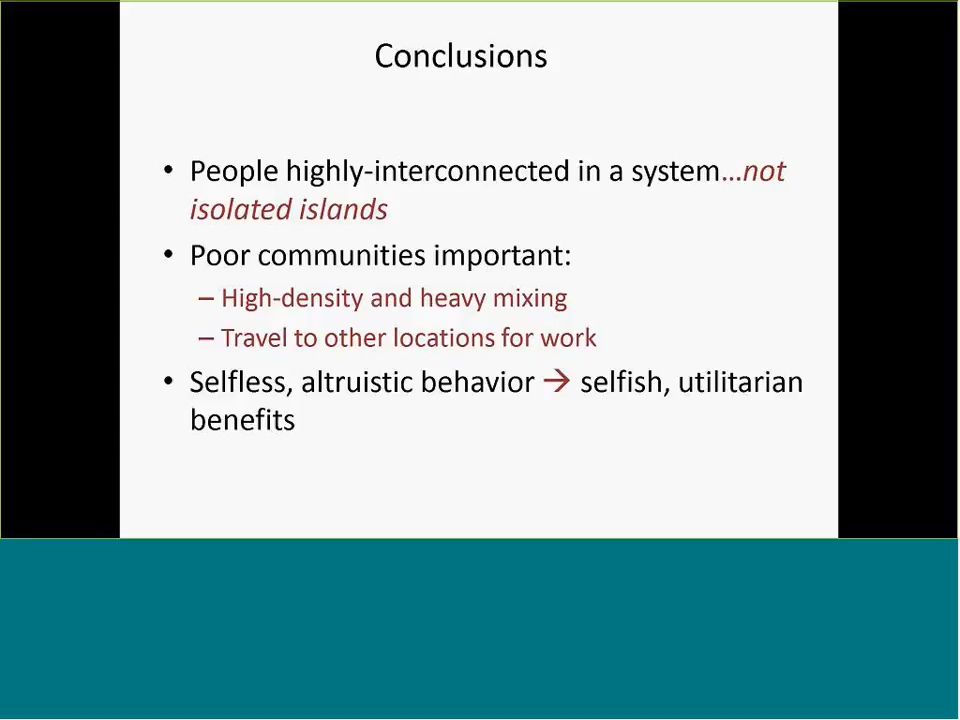 Conclusions
• People highly-interconnected in a system...not
isolated islands
• Poor communities important:
– High-density and heavy mixing
– Travel to other locations for work
• Selfless, altruistic behavior → selfish, utilitarian
benefits